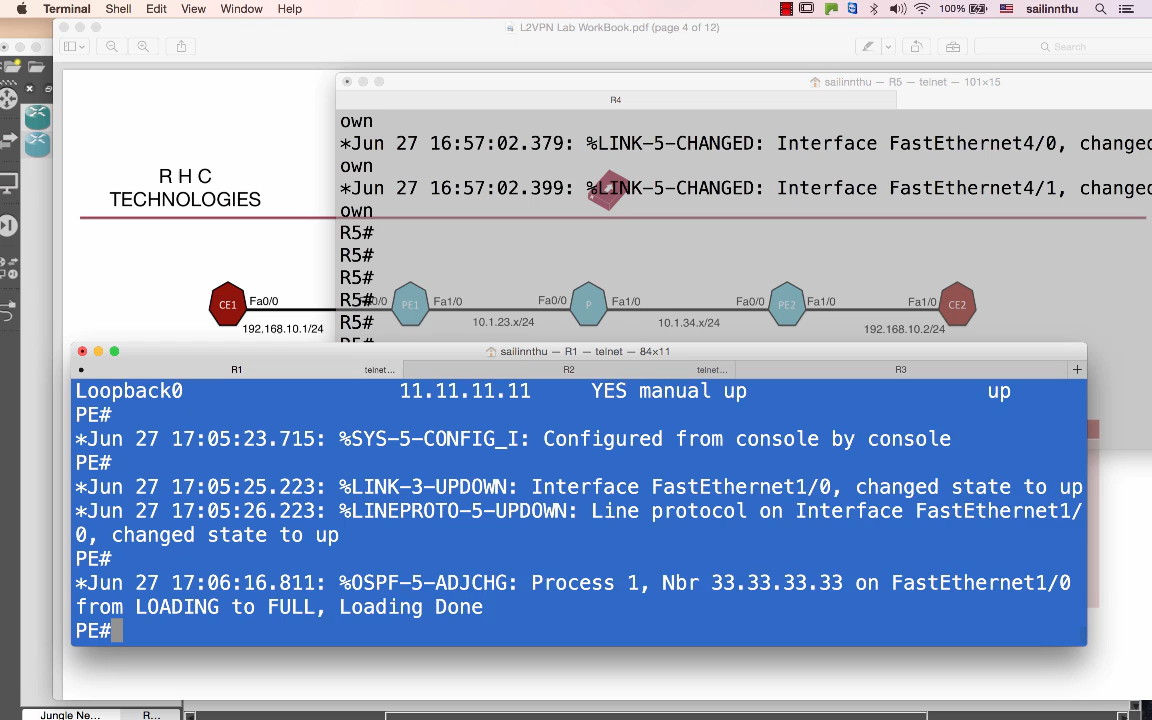 Terminal Shell Edit View Window Help 100% sailinnthu
L2VPN Lab WorkBook.pdf (page 4 of 12)
Search
sailinnthu — R5 — telnet — 101×15
R4
own
*Jun 27 16:57:02.379: %LINK-5-CHANGED: Interface FastEthernet4/0, changed
own
*Jun 27 16:57:02.399: %LINK-5-CHANGED: Interface FastEthernet4/1, changed
own
R5#
R5#
R5#
R5#
R5#
R H C
TECHNOLOGIES
CE1 Fa0/0 PE1 Fa1/0 Fa0/0 P Fa1/0 Fa0/0 PE2 Fa1/0 Fa1/0 CE2
192.168.10.1/24 10.1.23.x/24 10.1.34.x/24 192.168.10.2/24
sailinnthu — R1 — telnet — 84×11
R1 telnet... R2 telnet... R3 +
Loopback0 11.11.11.11 YES manual up up
PE#
*Jun 27 17:05:23.715: %SYS-5-CONFIG_I: Configured from console by console
PE#
*Jun 27 17:05:25.223: %LINK-3-UPDOWN: Interface FastEthernet1/0, changed state to up
*Jun 27 17:05:26.223: %LINEPROTO-5-UPDOWN: Line protocol on Interface FastEthernet1/
0, changed state to up
PE#
*Jun 27 17:06:16.811: %OSPF-5-ADJCHG: Process 1, Nbr 33.33.33.33 on FastEthernet1/0
from LOADING to FULL, Loading Done
PE#
Jungle Ne... R...